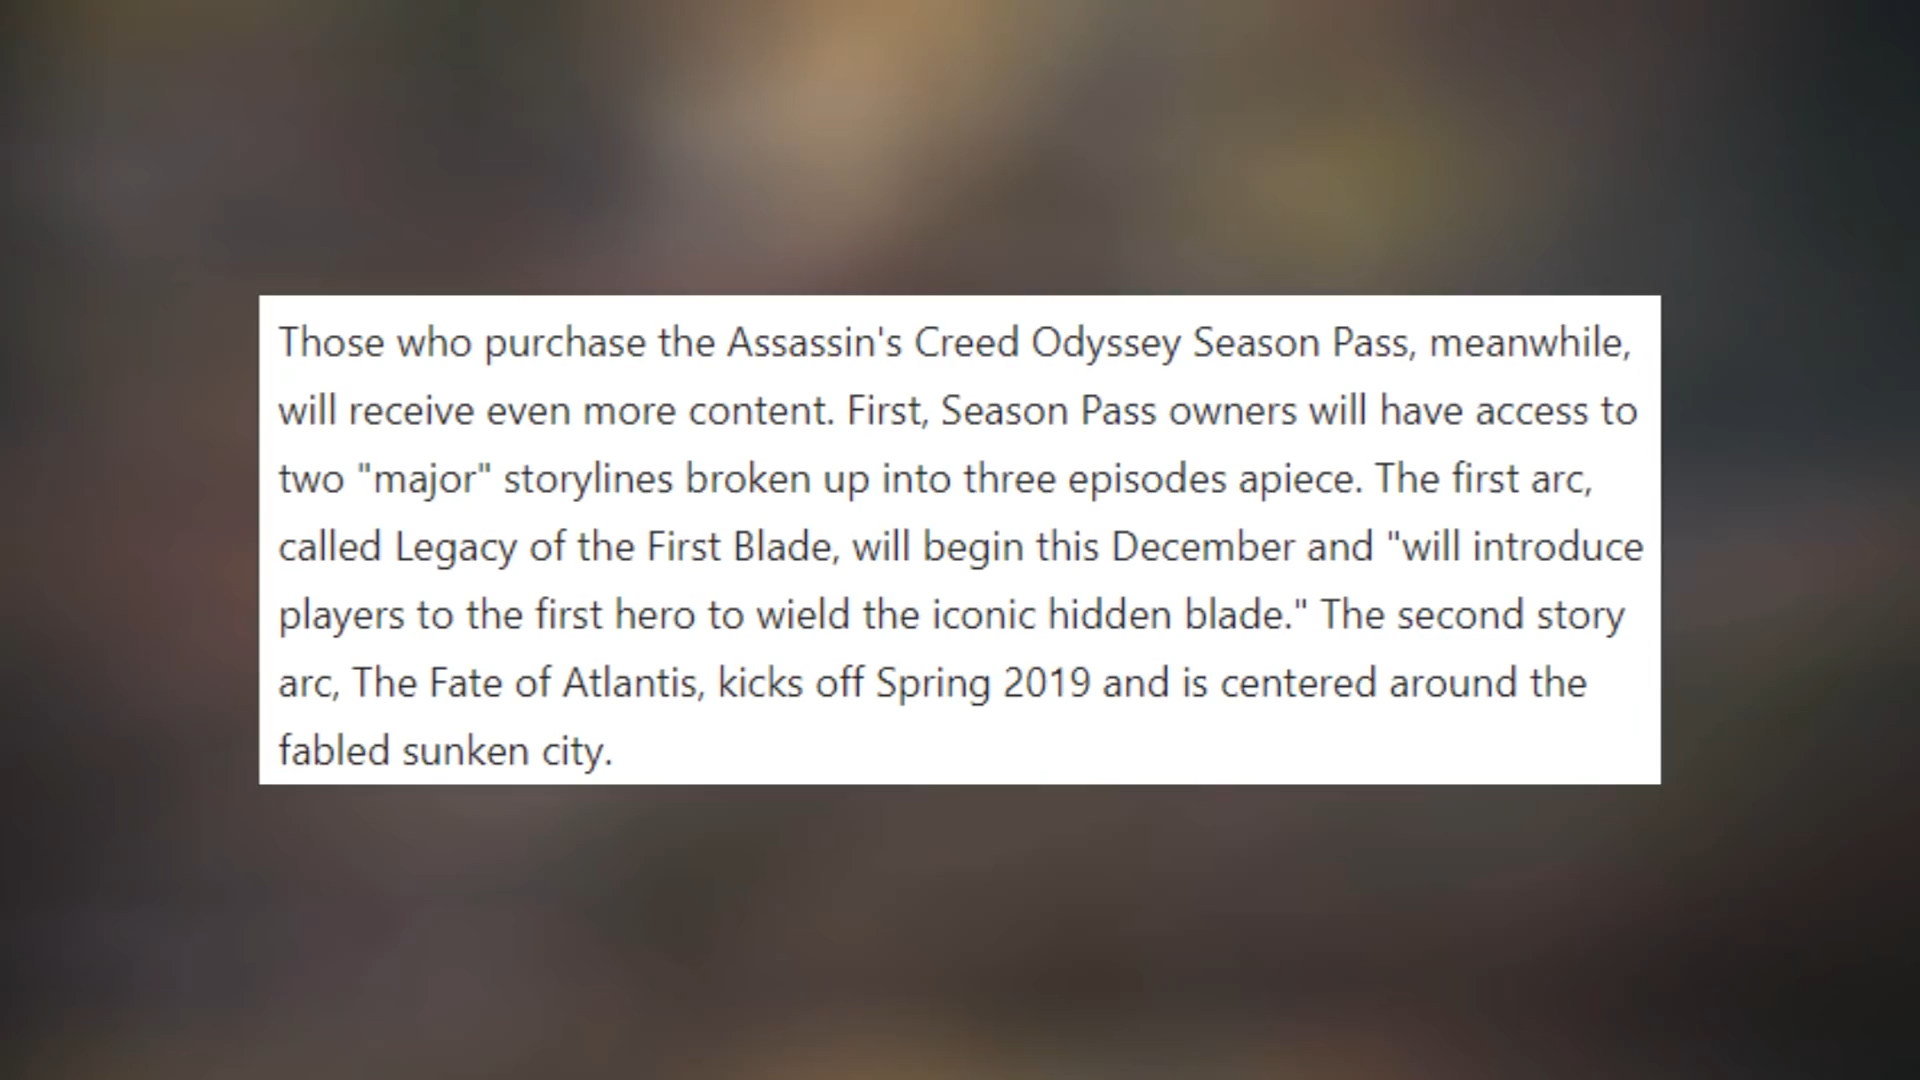 Those who purchase the Assassin's Creed Odyssey Season Pass, meanwhile,
will receive even more content. First, Season Pass owners will have access to
two "major" storylines broken up into three episodes apiece. The first arc,
called Legacy of the First Blade, will begin this December and "will introduce
players to the first hero to wield the iconic hidden blade." The second story
arc, The Fate of Atlantis, kicks off Spring 2019 and is centered around the
fabled sunken city.